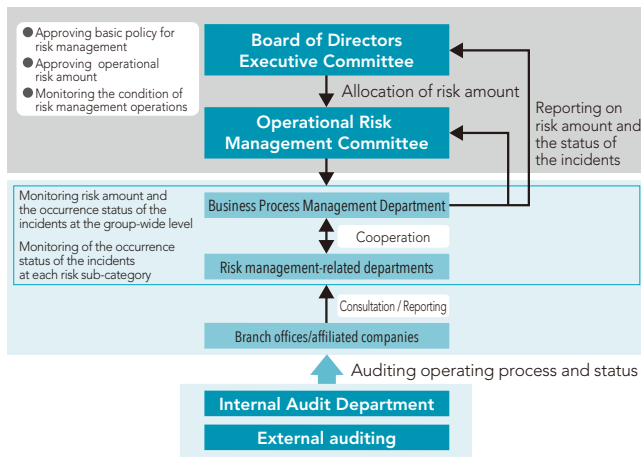 ●Approving basic policy for
risk management
●Approving operational
risk amount
●Monitoring the condition of
risk management operations
Board of Directors
Executive Committee
Allocation of risk amount
Operational Risk
Management Committee
Reporting on
risk amount and
the status of
the incidents
Monitoring risk amount and
the occurrence status of the
incidents at the group-wide level
Business Process Management Department
Cooperation
Monitoring of the occurrence
status of the incidents
at each risk sub-category
Risk management-related departments
Consultation / Reporting
Branch offices/affiliated companies
Auditing operating process and status
Internal Audit Department
External auditing